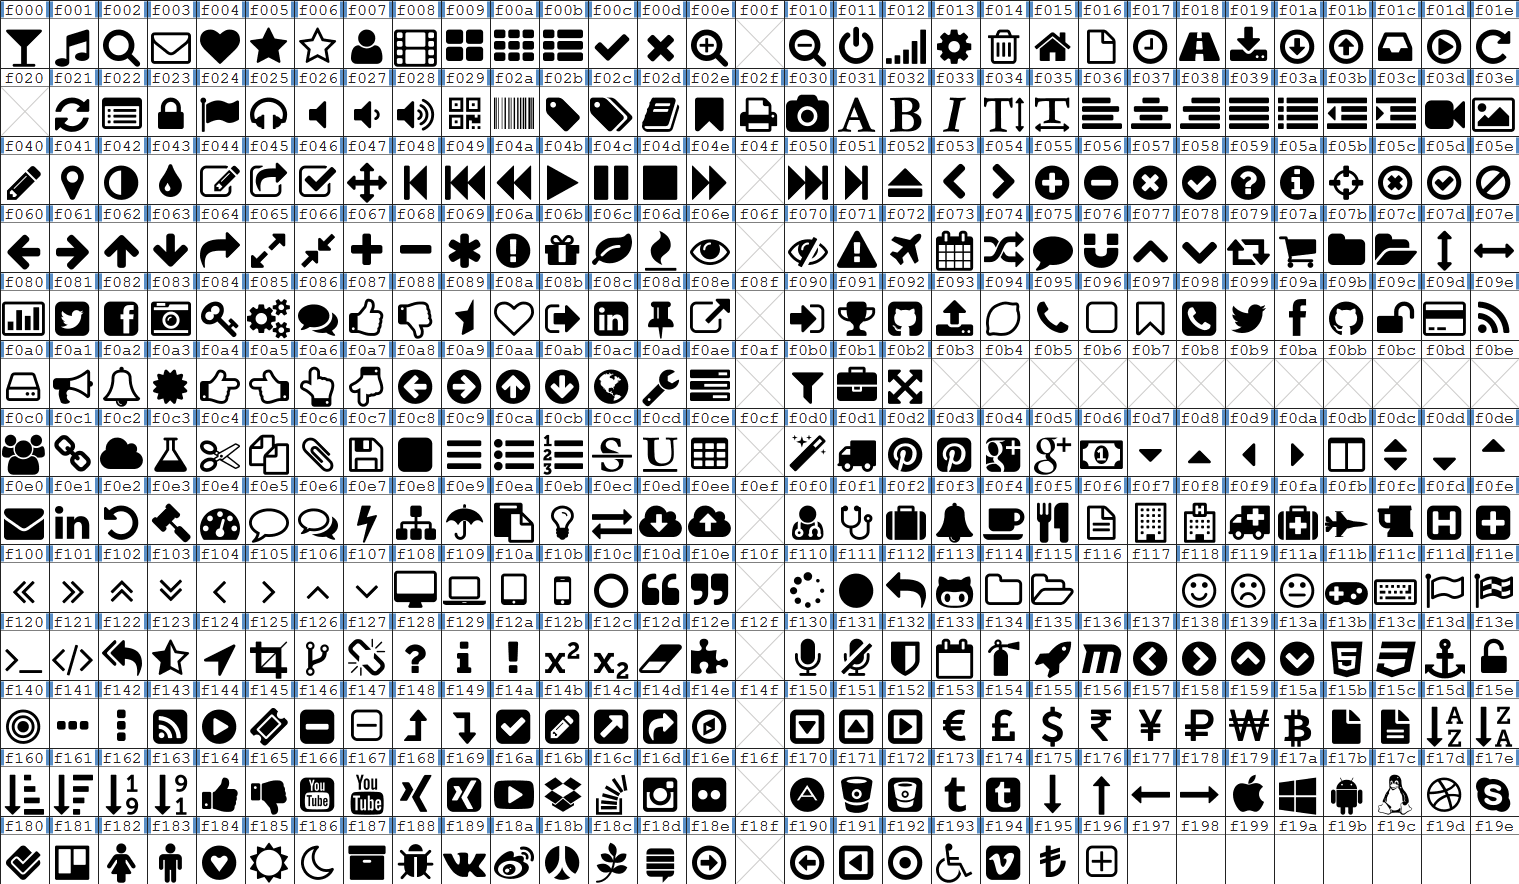 f000 f001 f002 f003 f004 f005 f006 f007 f008 f009 f00a f00b f00c f00d f00e f00f f010 f011 f012 f013 f014 f015 f016 f017 f018 f019 f01a f01b f01c f01d f01e
f020 f021 f022 f023 f024 f025 f026 f027 f028 f029 f02a f02b f02c f02d f02e f02f f030 f031 f032 f033 f034 f035 f036 f037 f038 f039 f03a f03b f03c f03d f03e
A B I T T
f040 f041 f042 f043 f044 f045 f046 f047 f048 f049 f04a f04b f04c f04d f04e f04f f050 f051 f052 f053 f054 f055 f056 f057 f058 f059 f05a f05b f05c f05d f05e
? i
f060 f061 f062 f063 f064 f065 f066 f067 f068 f069 f06a f06b f06c f06d f06e f06f f070 f071 f072 f073 f074 f075 f076 f077 f078 f079 f07a f07b f07c f07d f07e
! !
f080 f081 f082 f083 f084 f085 f086 f087 f088 f089 f08a f08b f08c f08d f08e f08f f090 f091 f092 f093 f094 f095 f096 f097 f098 f099 f09a f09b f09c f09d f09e
f in f
f0a0 f0a1 f0a2 f0a3 f0a4 f0a5 f0a6 f0a7 f0a8 f0a9 f0aa f0ab f0ac f0ad f0ae f0af f0b0 f0b1 f0b2 f0b3 f0b4 f0b5 f0b6 f0b7 f0b8 f0b9 f0ba f0bb f0bc f0bd f0be
f0c0 f0c1 f0c2 f0c3 f0c4 f0c5 f0c6 f0c7 f0c8 f0c9 f0ca f0cb f0cc f0cd f0ce f0cf f0d0 f0d1 f0d2 f0d3 f0d4 f0d5 f0d6 f0d7 f0d8 f0d9 f0da f0db f0dc f0dd f0de
1 2 3 S U g+ g+ 1
f0e0 f0e1 f0e2 f0e3 f0e4 f0e5 f0e6 f0e7 f0e8 f0e9 f0ea f0eb f0ec f0ed f0ee f0ef f0f0 f0f1 f0f2 f0f3 f0f4 f0f5 f0f6 f0f7 f0f8 f0f9 f0fa f0fb f0fc f0fd f0fe
in H
f100 f101 f102 f103 f104 f105 f106 f107 f108 f109 f10a f10b f10c f10d f10e f10f f110 f111 f112 f113 f114 f115 f116 f117 f118 f119 f11a f11b f11c f11d f11e
« » < > “ ”
f120 f121 f122 f123 f124 f125 f126 f127 f128 f129 f12a f12b f12c f12d f12e f12f f130 f131 f132 f133 f134 f135 f136 f137 f138 f139 f13a f13b f13c f13d f13e
>_ </> ? i ! x² x₂ m 5 3
f140 f141 f142 f143 f144 f145 f146 f147 f148 f149 f14a f14b f14c f14d f14e f14f f150 f151 f152 f153 f154 f155 f156 f157 f158 f159 f15a f15b f15c f15d f15e
€ £ $ ₹ ¥ ₽ ₩ B A Z Z A
f160 f161 f162 f163 f164 f165 f166 f167 f168 f169 f16a f16b f16c f16d f16e f16f f170 f171 f172 f173 f174 f175 f176 f177 f178 f179 f17a f17b f17c f17d f17e
1 9 9 1 You Tube You Tube t t S
f180 f181 f182 f183 f184 f185 f186 f187 f188 f189 f18a f18b f18c f18d f18e f18f f190 f191 f192 f193 f194 f195 f196 f197 f198 f199 f19a f19b f19c f19d f19e
v ₺